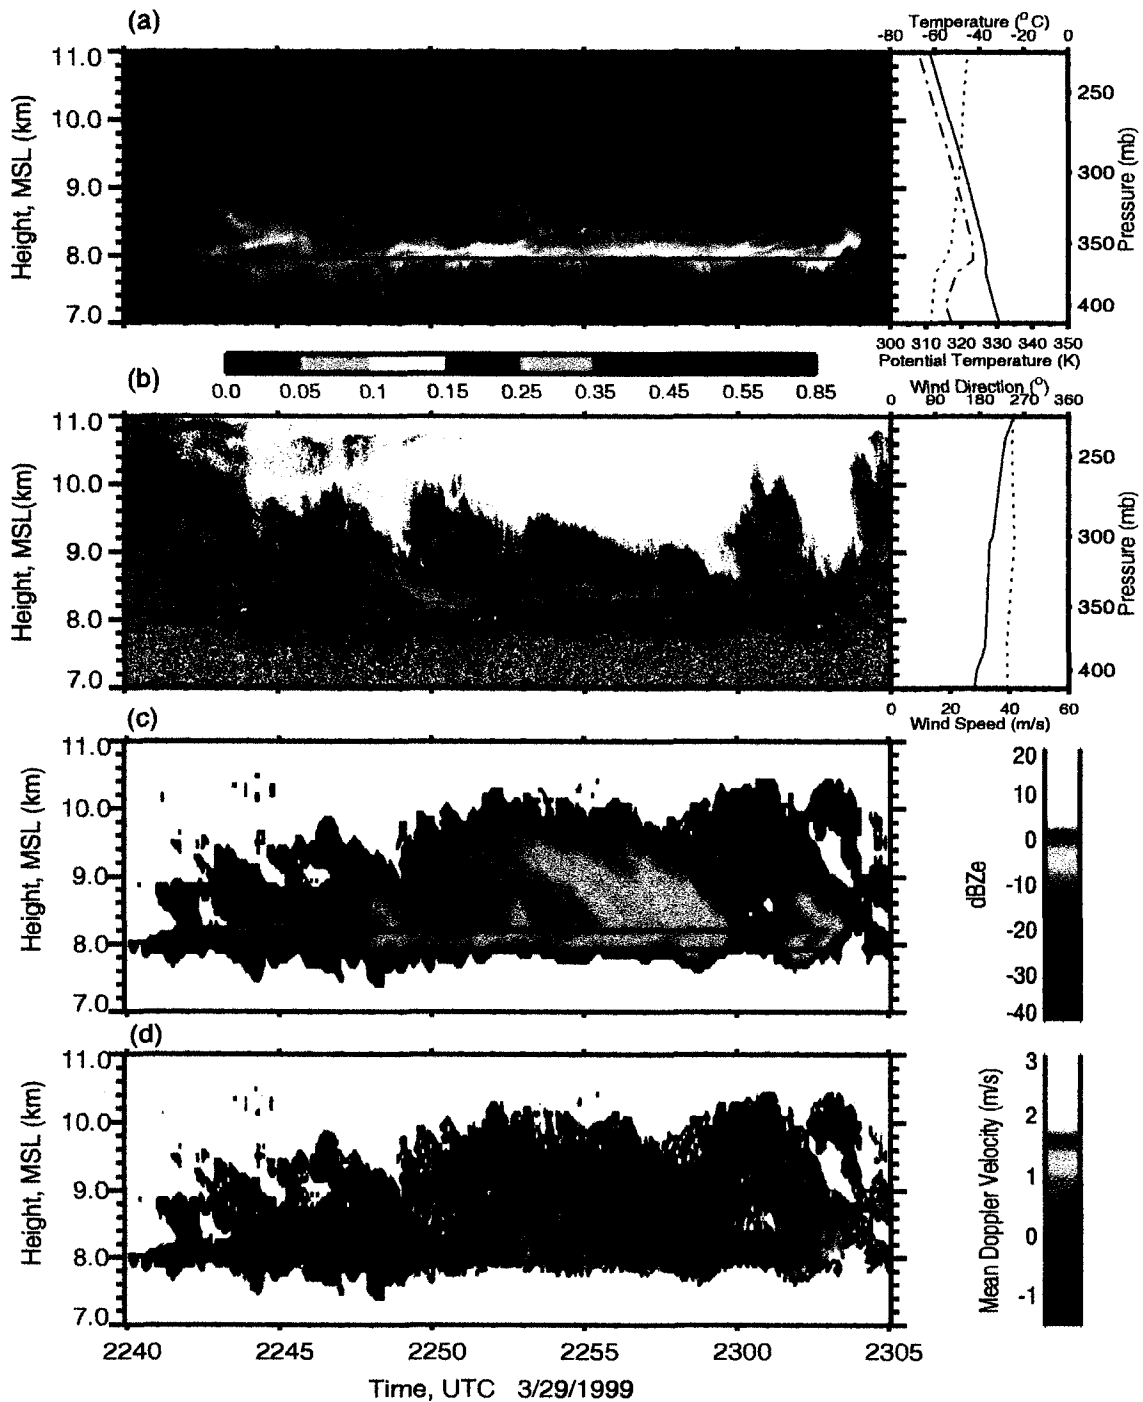 (a)
Temperature (°C)
-80 -60 -40 -20 0
11.0
10.0
9.0
8.0
7.0
Height, MSL (km)
250
300
350
400
Pressure (mb)
300 310 320 330 340 350
Potential Temperature (K)
0.0 0.05 0.1 0.15 0.25 0.35 0.45 0.55 0.85
(b)
Wind Direction (°)
0 90 180 270 360
11.0
10.0
9.0
8.0
7.0
Height, MSL(km)
250
300
350
400
Pressure (mb)
0 20 40 60
Wind Speed (m/s)
(c)
11.0
10.0
9.0
8.0
7.0
Height, MSL (km)
20
10
0
-10
-20
-30
-40
dBZe
(d)
11.0
10.0
9.0
8.0
7.0
Height, MSL (km)
3
2
1
0
-1
Mean Doppler Velocity (m/s)
2240 2245 2250 2255 2300 2305
Time, UTC 3/29/1999